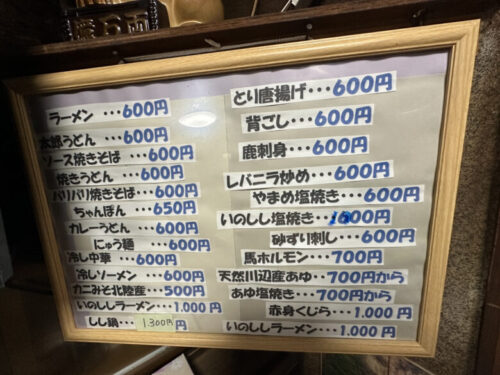 ラーメン・・・600円
太郎うどん・・・600円
ソース焼きそば・・・600円
焼きうどん・・・600円
バリバリ焼きそば・・・600円
ちゃんぽん・・・650円
カレーうどん・・・600円
にゅう麺・・・600円
冷し中華・・・600円
冷しソーメン・・・600円
カニみそ北陸産・・・500円
いのししラーメン・・・1.000円
しし鍋・・・1.300円円
とり唐揚げ・・・600円
背ごし・・・600円
鹿刺身・・・600円
レバニラ炒め・・・600円
やまめ塩焼き・・・600円
いのしし塩焼き・・・1000円
砂ずり刺し・・・600円
馬ホルモン・・・700円
天然川辺産あゆ・・・700円から
あゆ塩焼き・・・700円から
赤身くじら・・・1.000円
いのししラーメン・・・1.000円